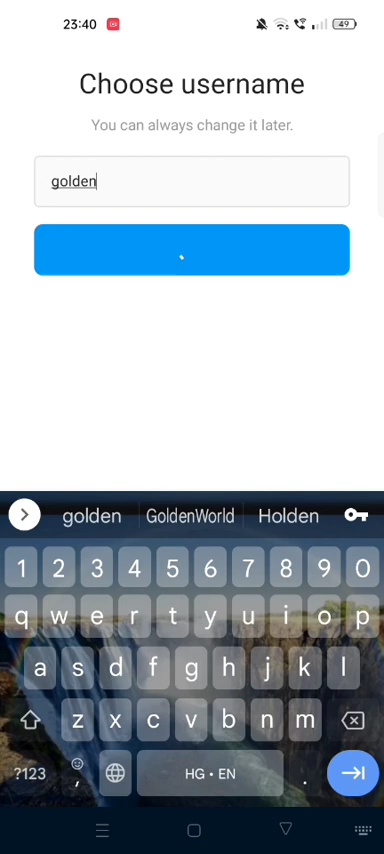 23:40
49
Choose username
You can always change it later.
golden
golden GoldenWorld Holden
1 2 3 4 5 6 7 8 9 0
q w e r t y u i o p
a s d f g h j k l
z x c v b n m
?123 , HG • EN .